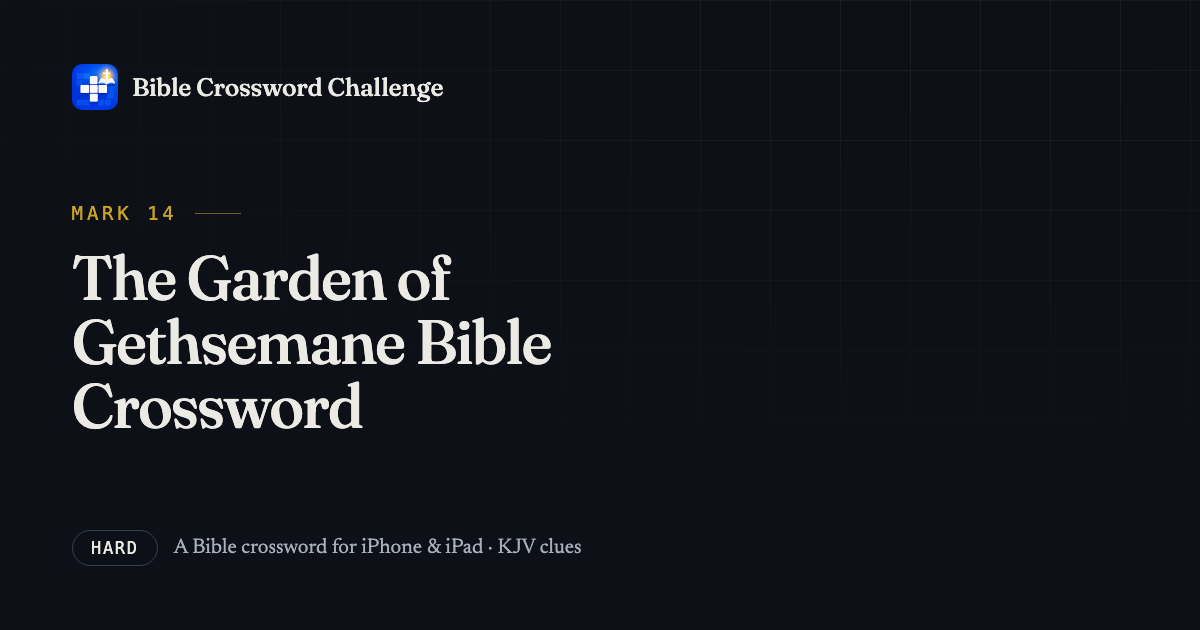 Bible Crossword Challenge
MARK 14
The Garden of
Gethsemane Bible
Crossword
HARD
A Bible crossword for iPhone & iPad · KJV clues